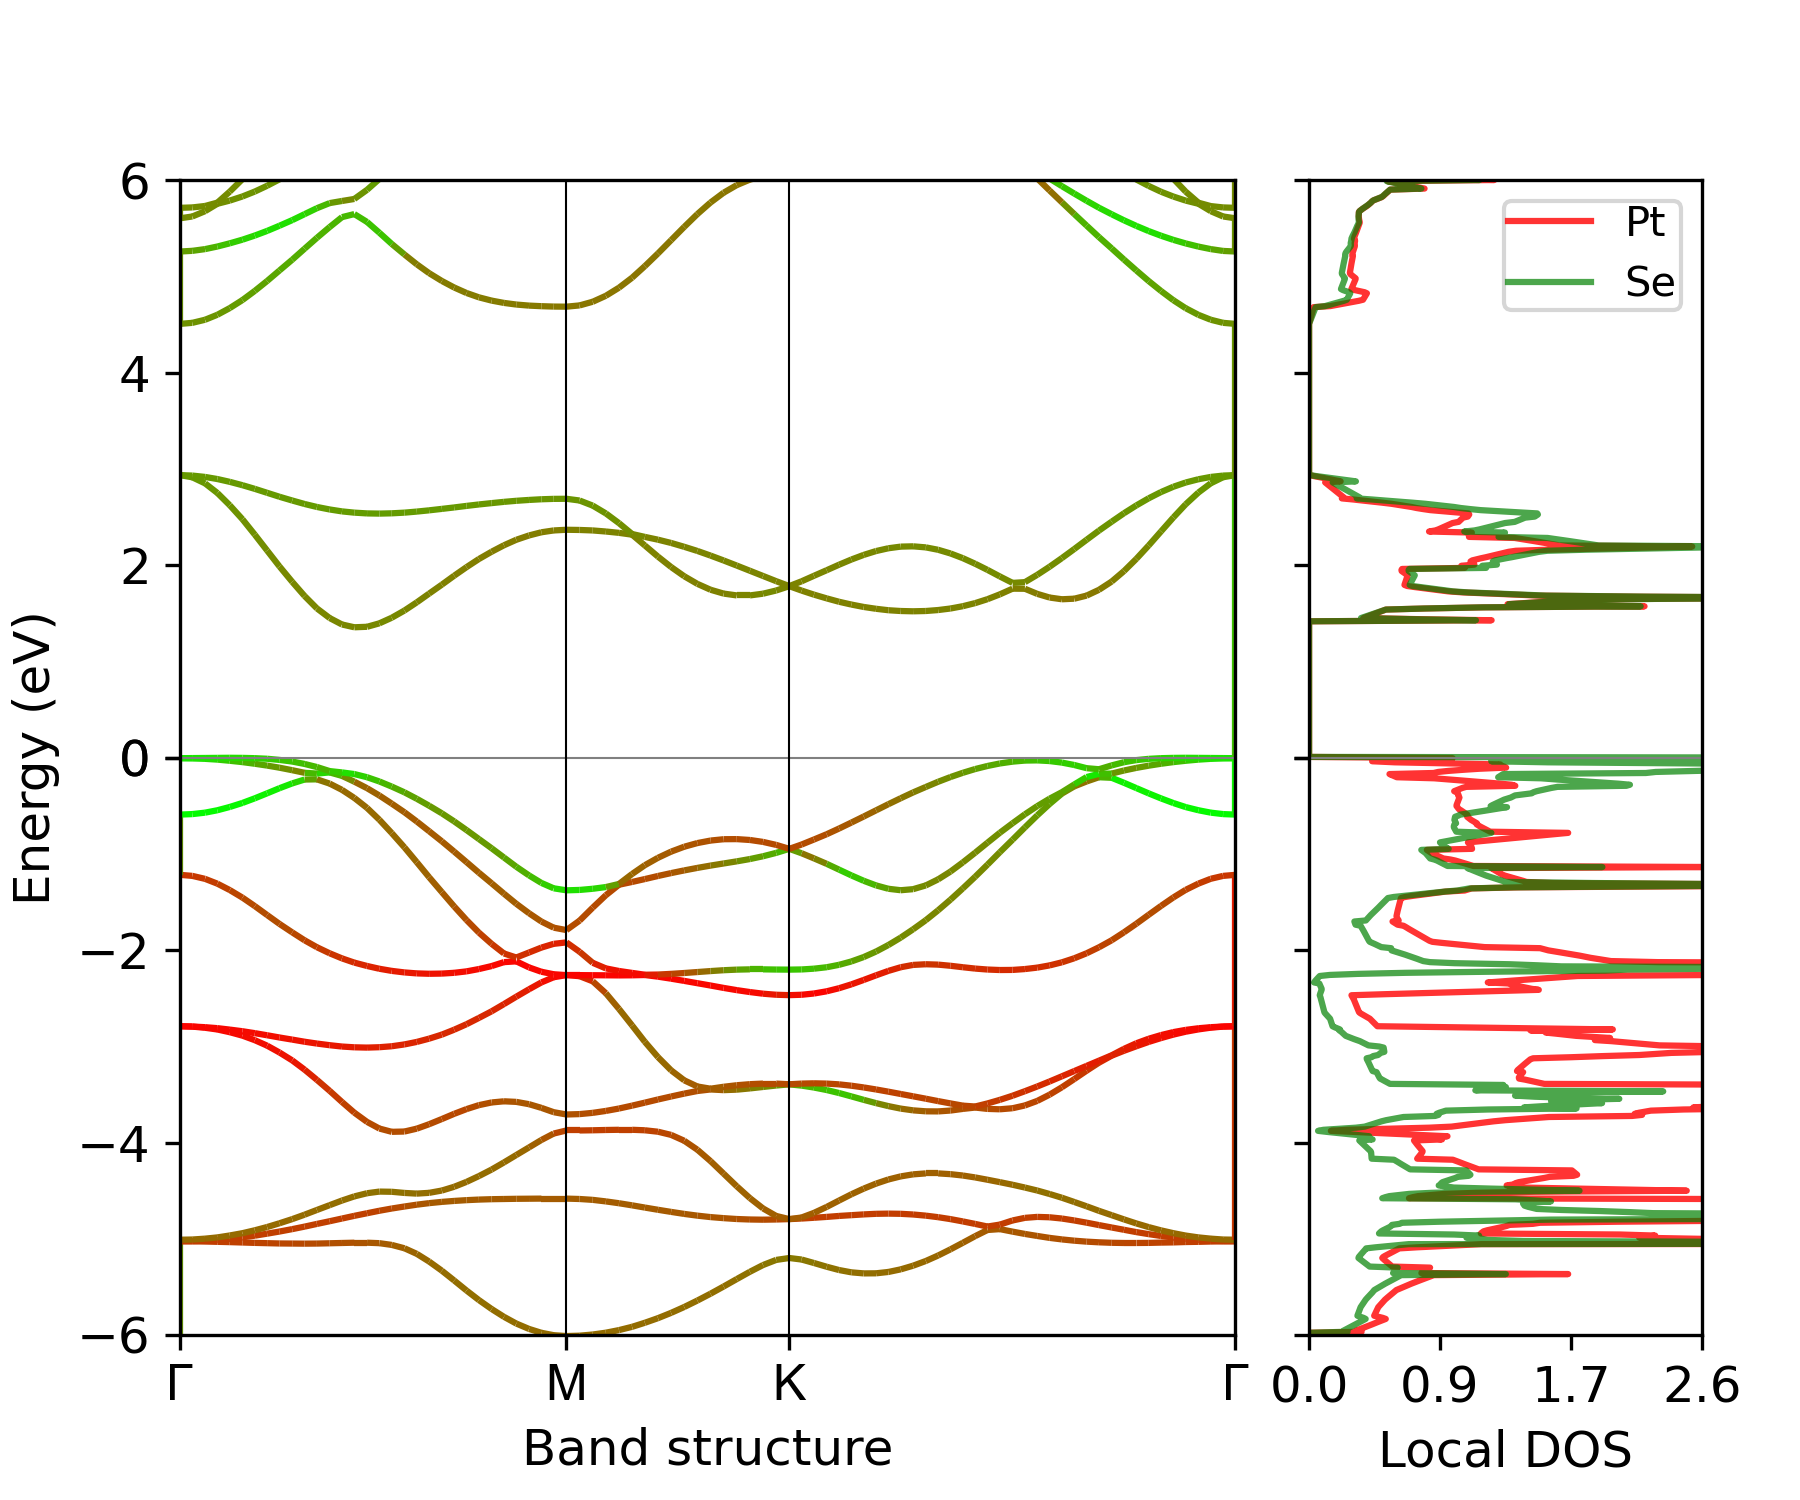 6
4
2
0
−2
−4
−6
Energy (eV)
Γ
M
K
Γ
Band structure
Pt
Se
0.0
0.9
1.7
2.6
Local DOS